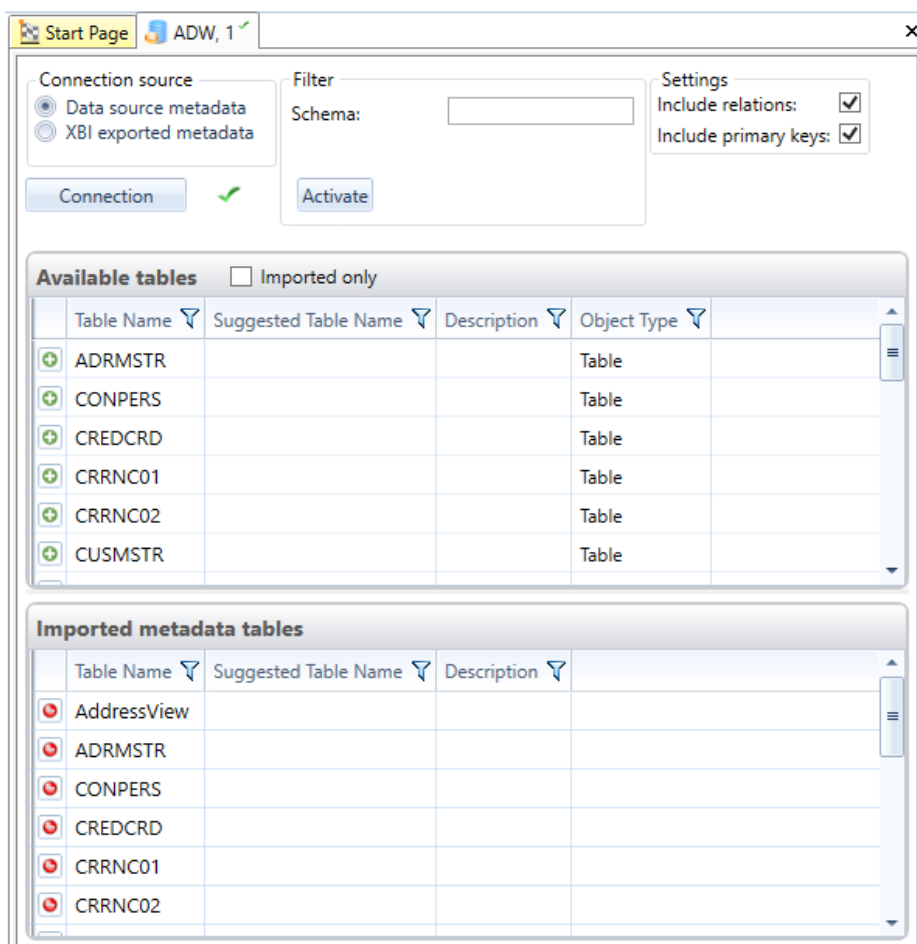 Start Page ADW, 1
Connection source Filter Settings
Data source metadata Schema: Include relations:
XBI exported metadata Include primary keys:
Connection Activate
Available tables Imported only
Table Name Suggested Table Name Description Object Type
ADRMSTR Table
CONPERS Table
CREDCRD Table
CRRNC01 Table
CRRNC02 Table
CUSMSTR Table
Imported metadata tables
Table Name Suggested Table Name Description
AddressView
ADRMSTR
CONPERS
CREDCRD
CRRNC01
CRRNC02